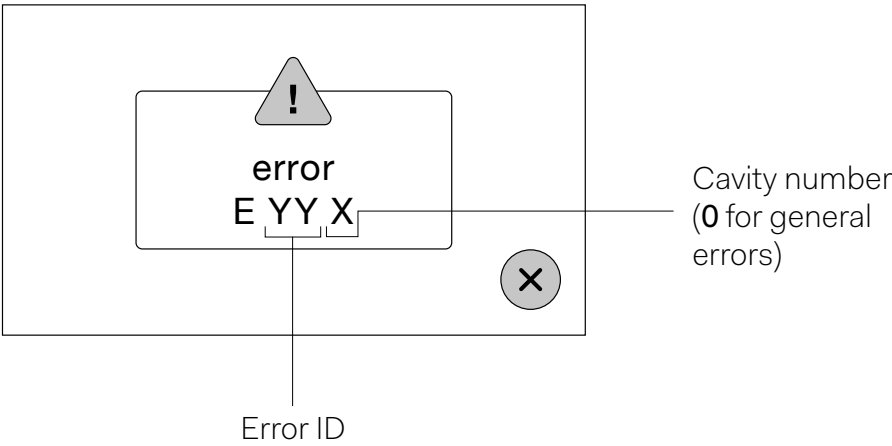 !
error
E YY X
Cavity number
(0 for general
errors)
Error ID